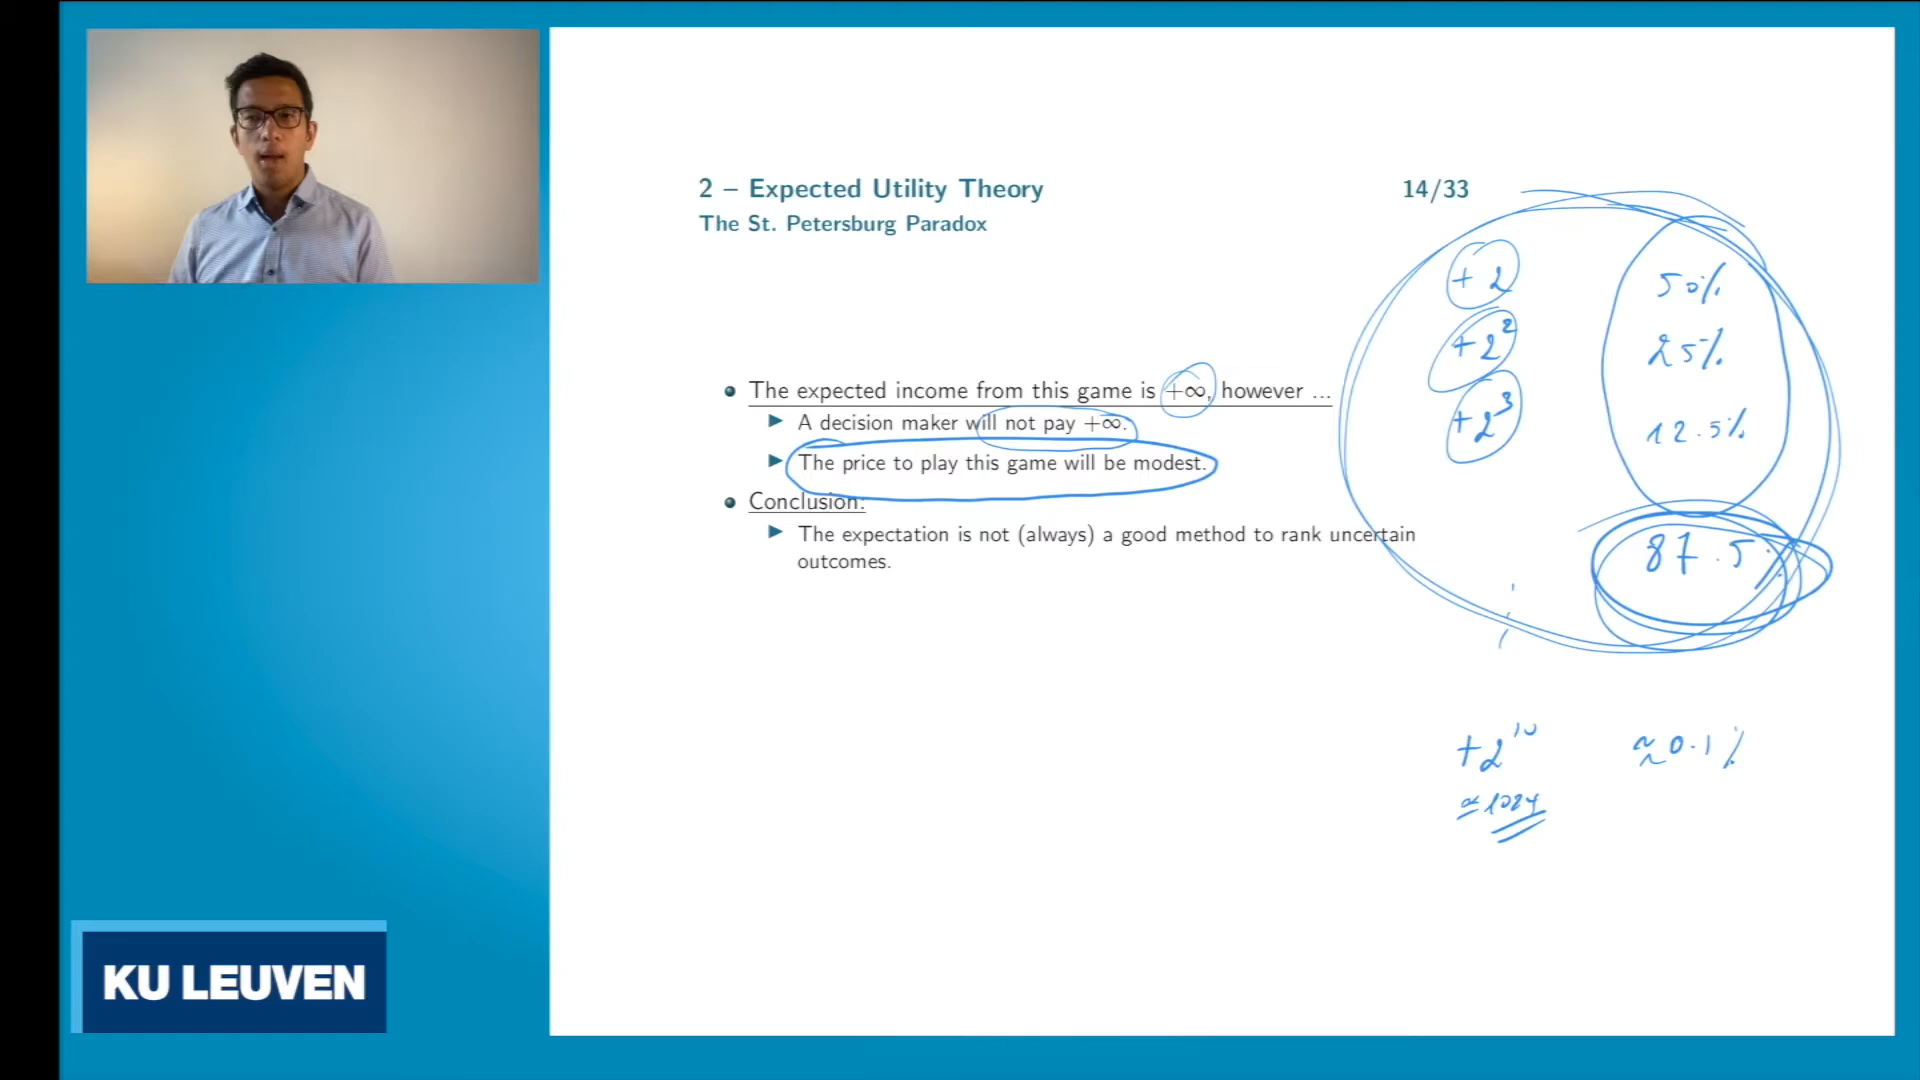 2 – Expected Utility Theory 14/33
The St. Petersburg Paradox
+2 50%
+2² 25%
+2³ 12.5%
• The expected income from this game is +∞, however ...
▶ A decision maker will not pay +∞.
▶ The price to play this game will be modest.
• Conclusion:
▶ The expectation is not (always) a good method to rank uncertain
outcomes.
87.5%
+2¹⁰ ≈0.1%
≃1024
KU LEUVEN